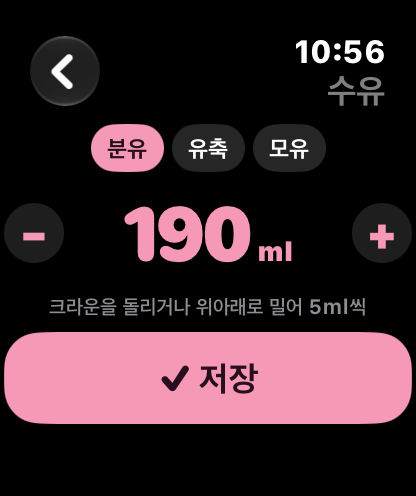 10:56
수유
분유 유축 모유
- 190 ml +
크라운을 돌리거나 위아래로 밀어 5ml씩
✓ 저장